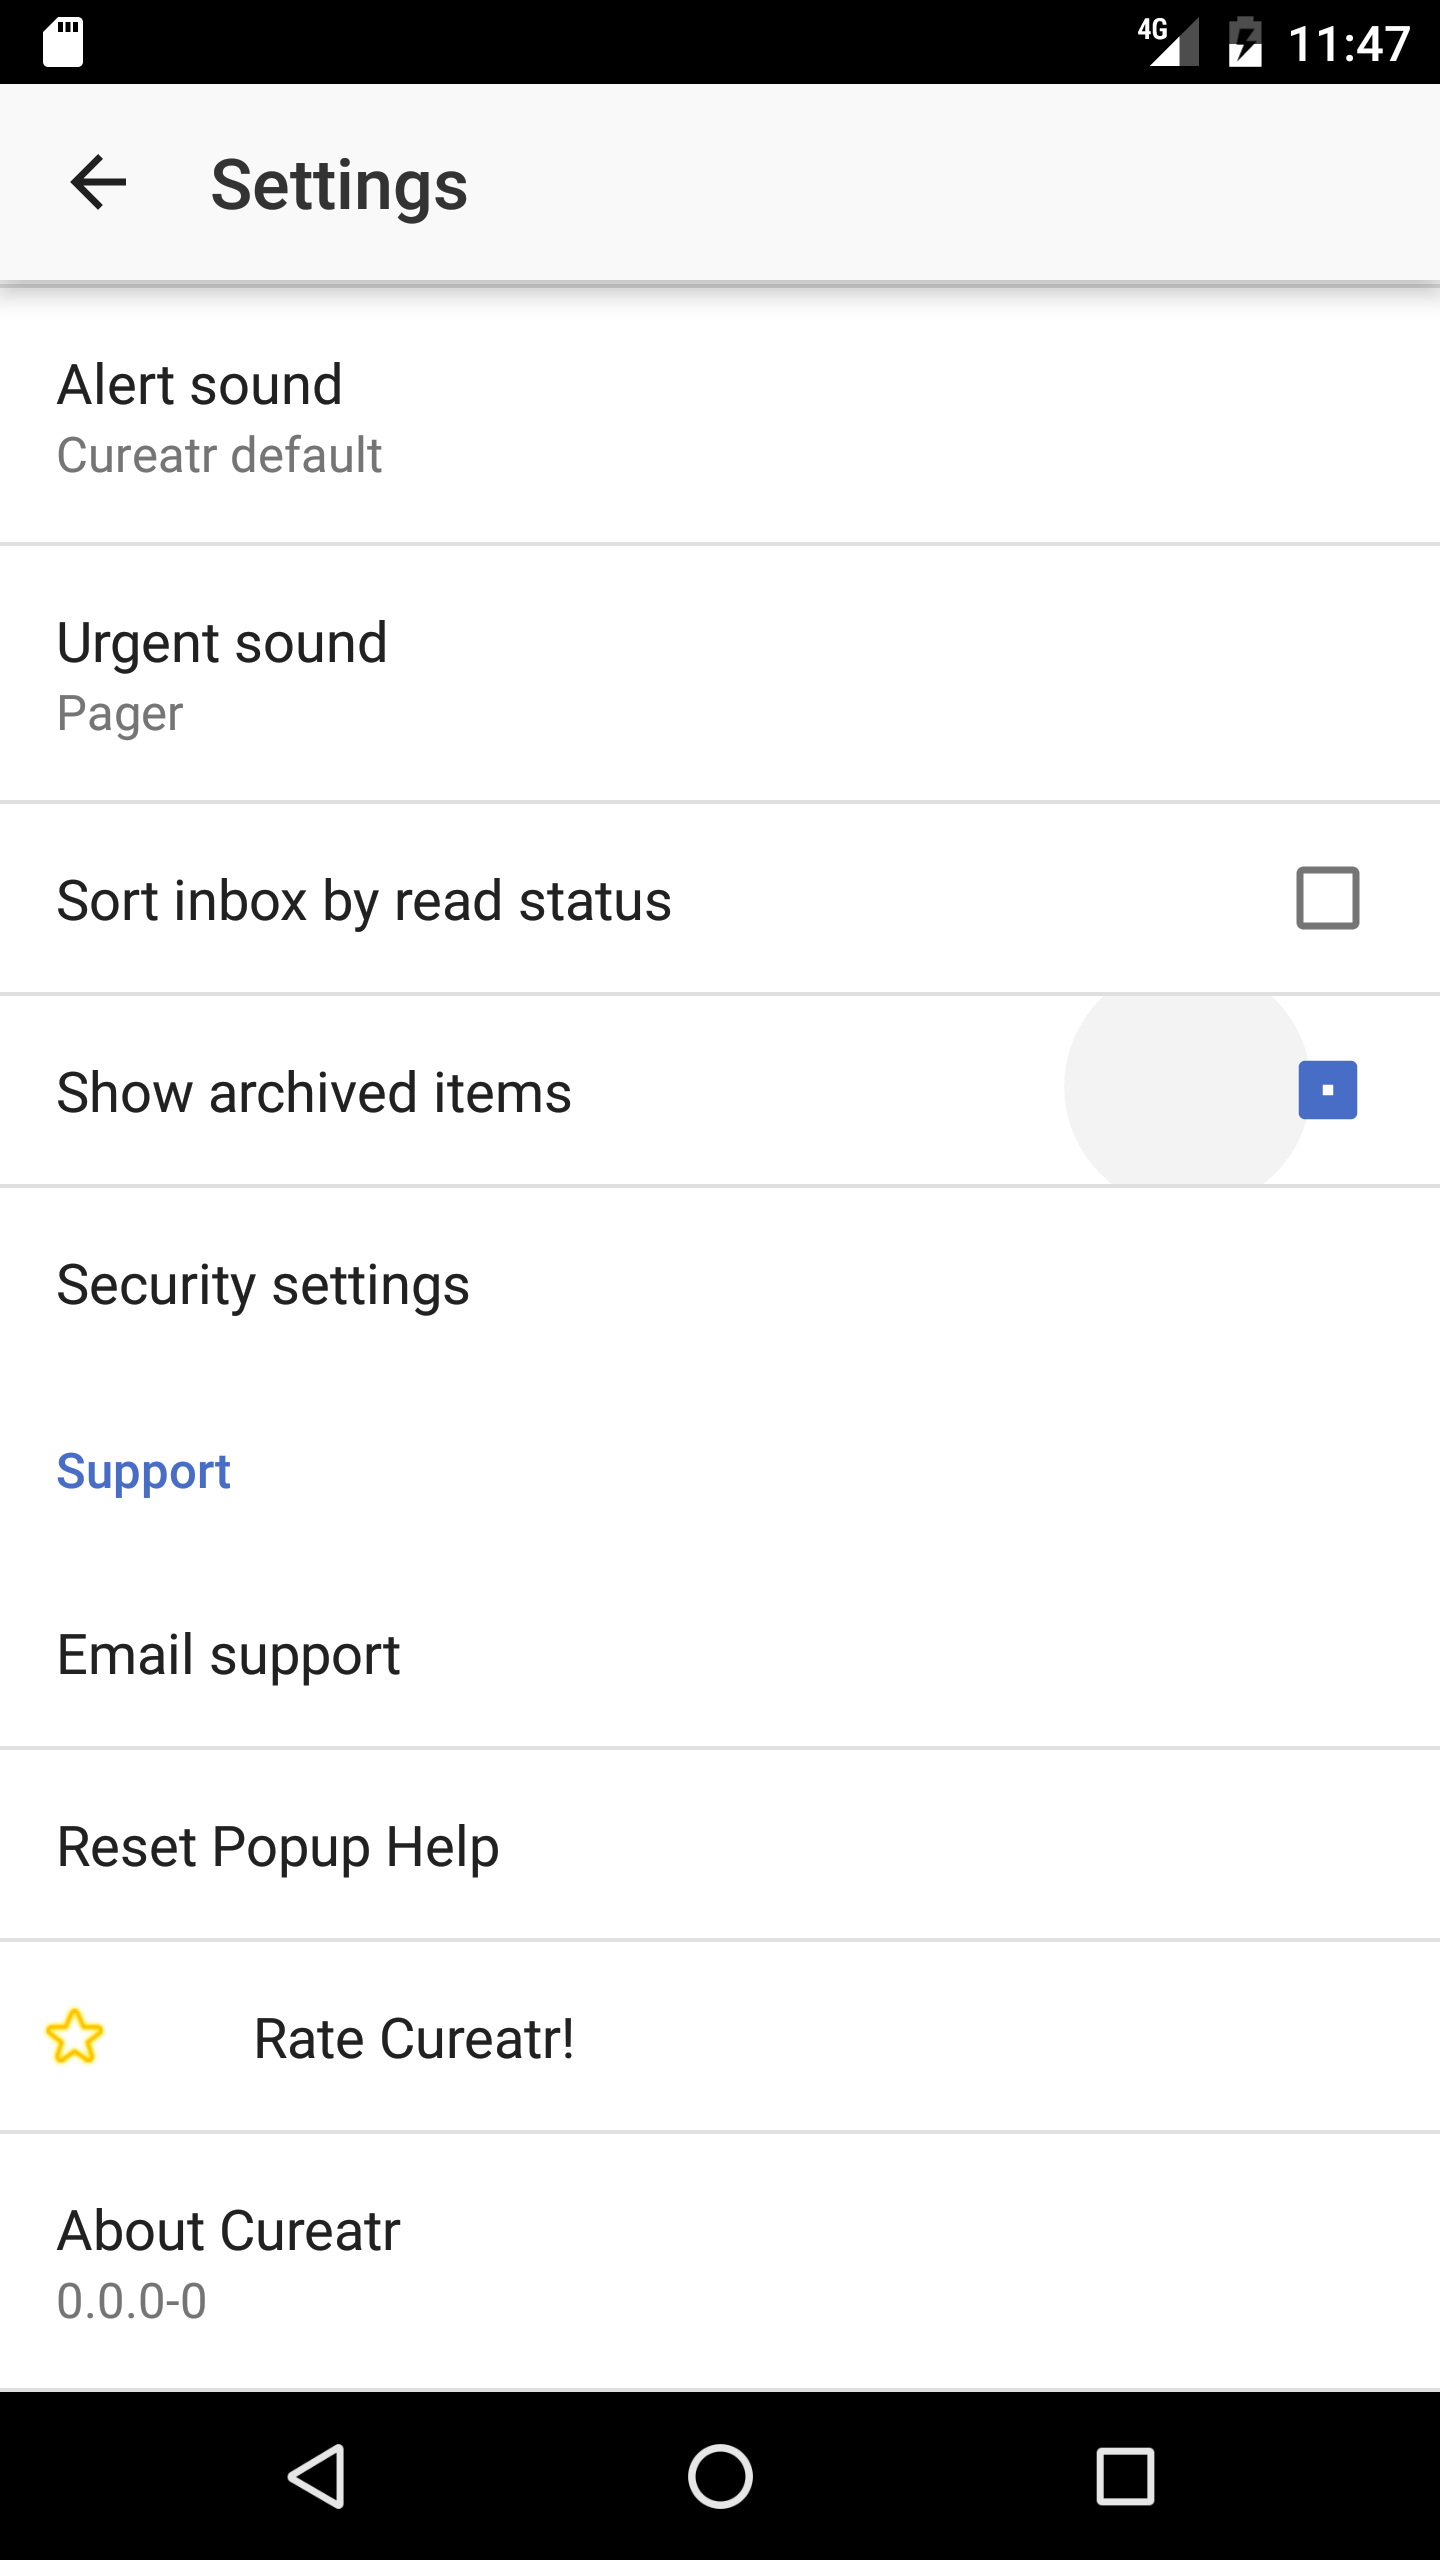 4G 11:47
Settings
Alert sound
Cureatr default
Urgent sound
Pager
Sort inbox by read status
Show archived items
Security settings
Support
Email support
Reset Popup Help
Rate Cureatr!
About Cureatr
0.0.0-0